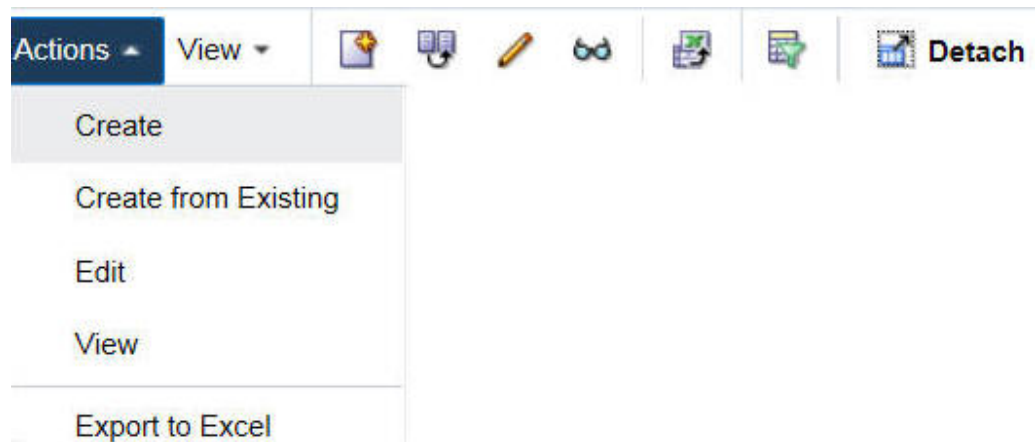 Actions View Detach
Create
Create from Existing
Edit
View
Export to Excel